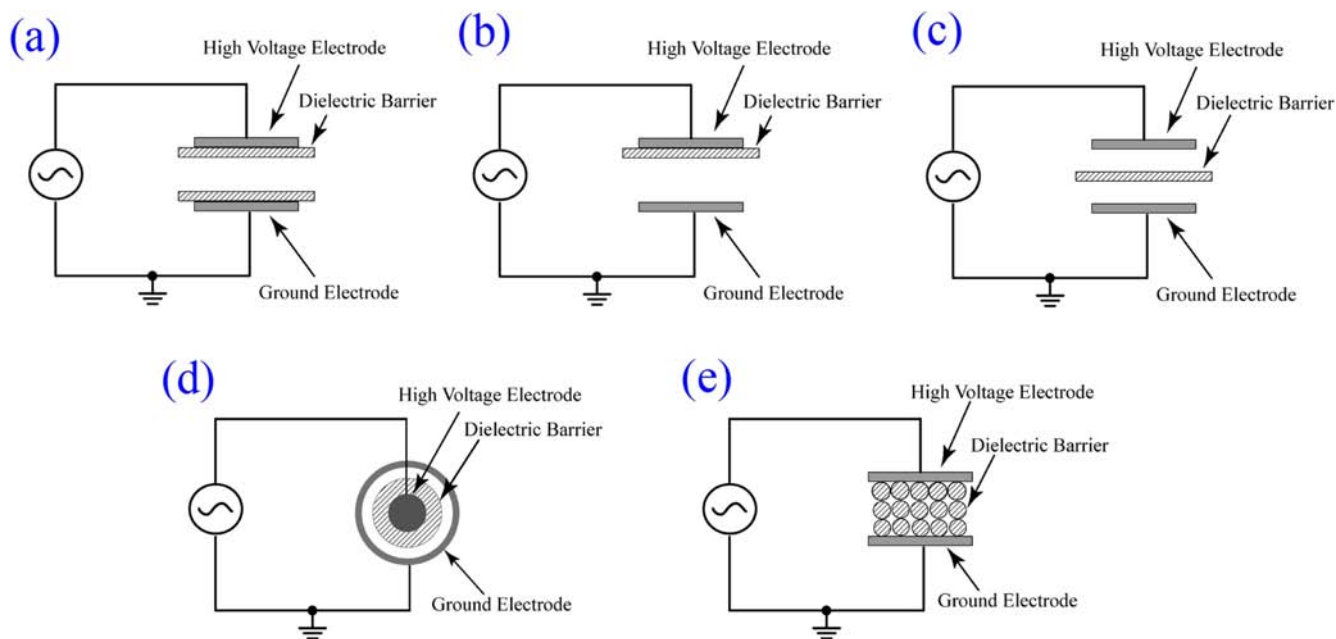 (a)
High Voltage Electrode
Dielectric Barrier
Ground Electrode
(b)
High Voltage Electrode
Dielectric Barrier
Ground Electrode
(c)
High Voltage Electrode
Dielectric Barrier
Ground Electrode
(d)
High Voltage Electrode
Dielectric Barrier
Ground Electrode
(e)
High Voltage Electrode
Dielectric Barrier
Ground Electrode